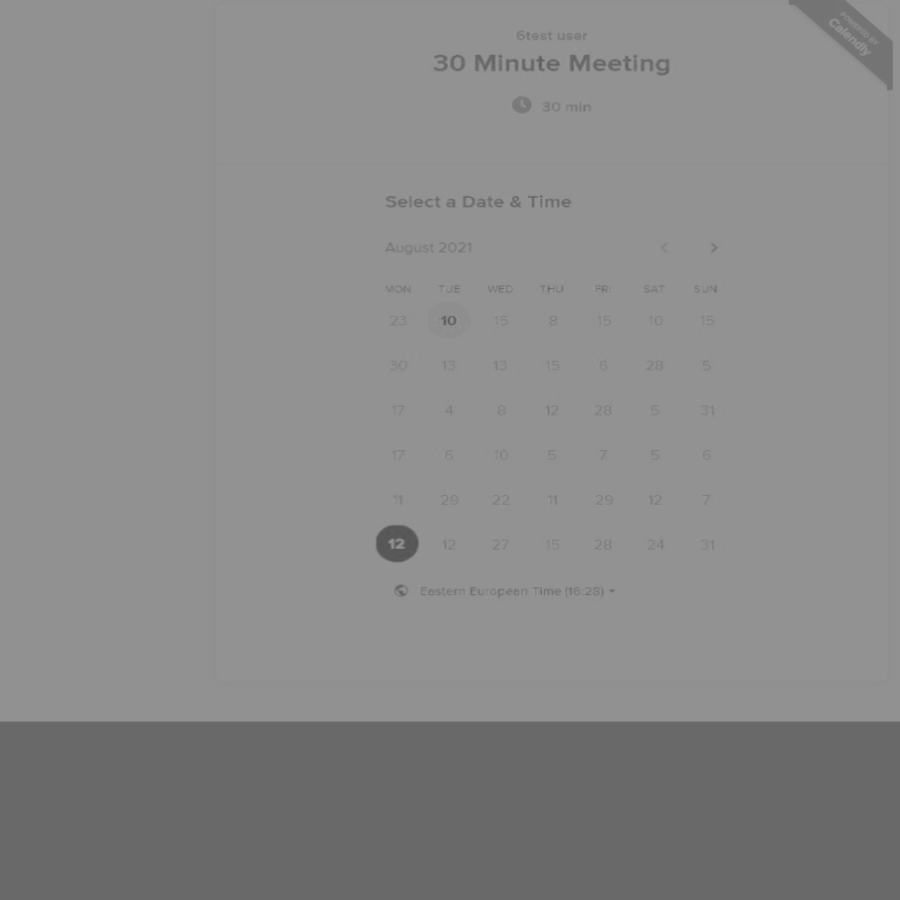 6test user
30 Minute Meeting
30 min
POWERED BY
Calendly
Select a Date & Time
August 2021
MON TUE WED THU FRI SAT SUN
23 10 15 8 15 10 15
30 13 13 15 6 28 5
17 4 8 12 28 5 31
17 6 10 5 7 5 6
11 29 22 11 29 12 7
12 12 27 15 28 24 31
Eestern Europeen Time (16:28)